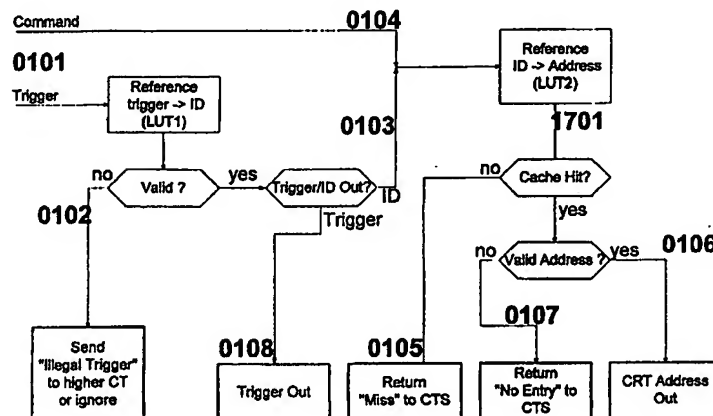 Command
0104
0101
Trigger
Reference
trigger -> ID
(LUT1)
Reference
ID -> Address
(LUT2)
0103
1701
no
Valid ?
yes
Trigger/ID Out?
ID
Trigger
0102
no
Cache Hit?
yes
no
Valid Address ?
yes
0106
0107
Send
"Illegal Trigger"
to higher CT
or ignore
0108
Trigger Out
0105
Return
"Miss" to CTS
Return
"No Entry" to
CTS
CRT Address
Out